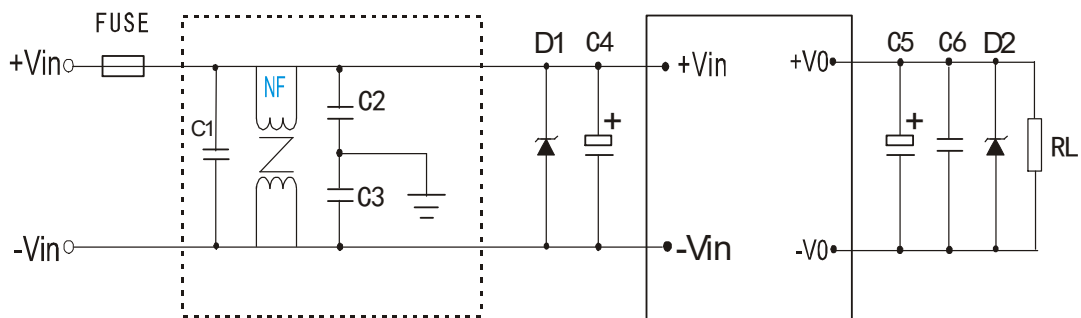 FUSE
+Vin
C1
NF
C2
C3
-Vin
D1
C4
+
+Vin
-Vin
+V0
-V0
C5
C6
D2
+
RL